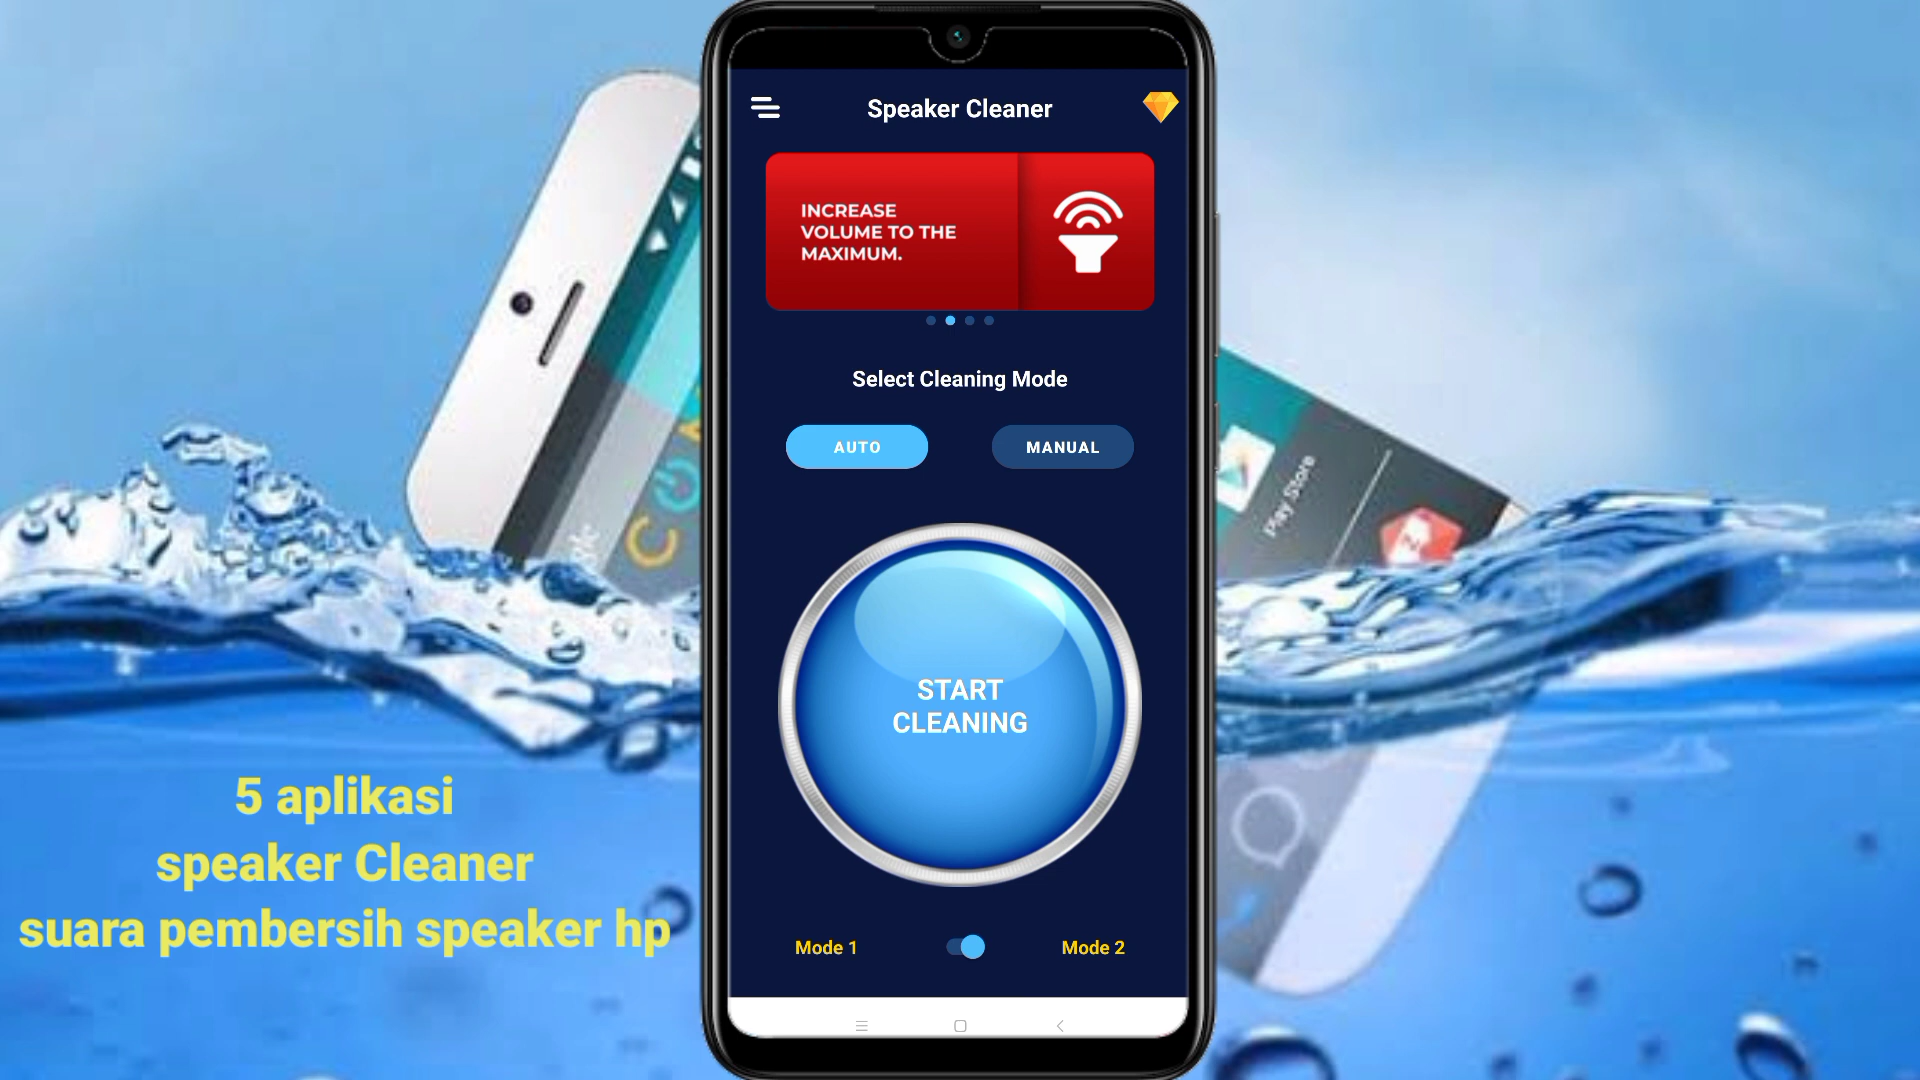 Speaker Cleaner
INCREASE
VOLUME TO THE
MAXIMUM.
Select Cleaning Mode
AUTO
MANUAL
Play Store
START
CLEANING
5 aplikasi
speaker Cleaner
suara pembersih speaker hp
Mode 1
Mode 2